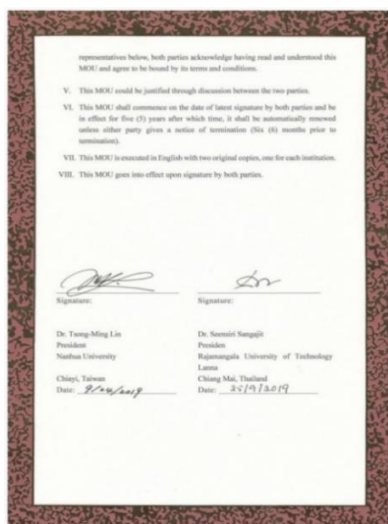 representatives below, both parties acknowledge having read and understood this
MOU and agree to be bound by its terms and conditions.
V. This MOU could be justified through discussion between the two parties.
VI. This MOU shall commence on the date of latest signature by both parties and be
in effect for five (5) years after which time, it shall be automatically renewed
unless either party gives a notice of termination (Six (6) months prior to
termination).
VII. This MOU is executed in English with two original copies, one for each institution.
VIII. This MOU goes into effect upon signature by both parties.
Signature: Signature:
Dr. Tsong-Ming Lin Dr. Seensiri Sangajit
President Presiden
Nanhua University Rajamangala University of Technology
Lanna
Chiayi, Taiwan Chiang Mai, Thailand
Date: Date: 25/9/2019